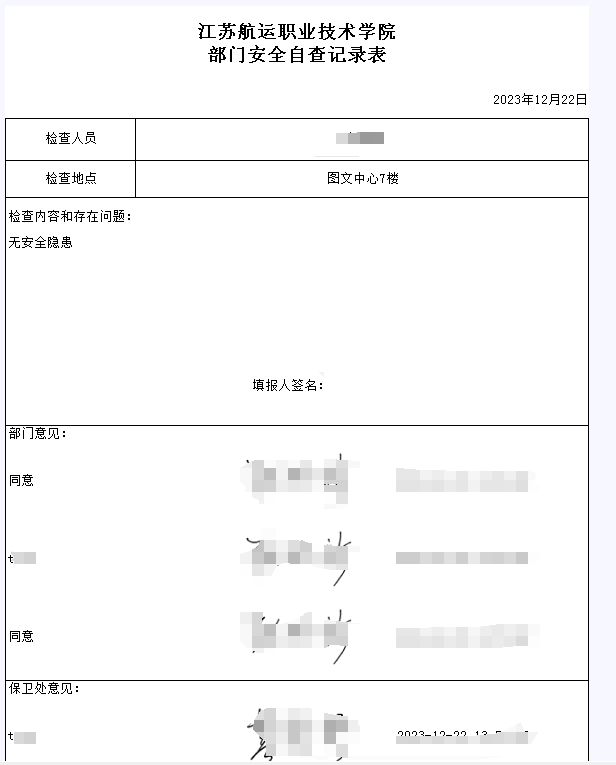 江苏航运职业技术学院
部门安全自查记录表
2023年12月22日
检查人员
检查地点
图文中心7楼
检查内容和存在问题:
无安全隐患
填报人签名:
部门意见:
同意
t
同意
保卫处意见:
t
2023-12-22